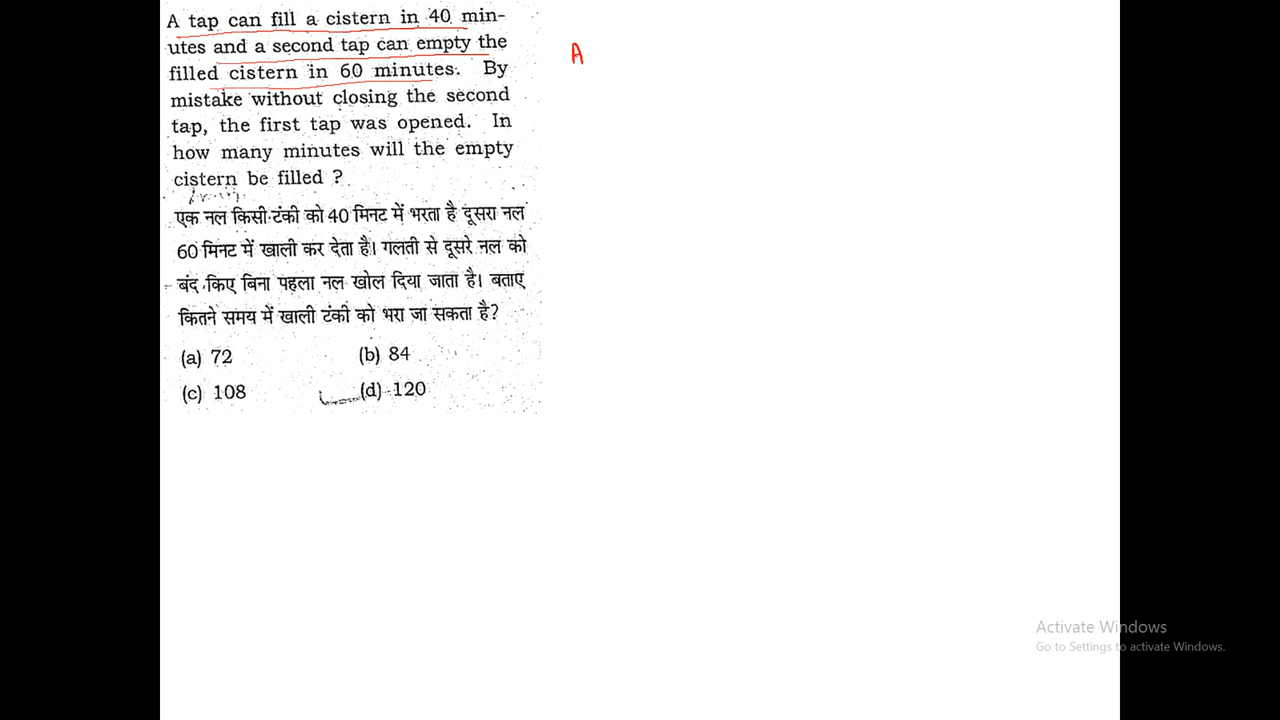 A tap can fill a cistern in 40 min-
utes and a second tap can empty the
filled cistern in 60 minutes. By
mistake without closing the second
tap, the first tap was opened. In
how many minutes will the empty
cistern be filled ?
एक नल किसी टंकी को 40 मिनट में भरता है दूसरा नल
60 मिनट में खाली कर देता है। गलती से दूसरे नल को
बंद किए बिना पहला नल खोल दिया जाता है। बताए
कितने समय में खाली टंकी को भरा जा सकता है?
(a) 72 (b) 84
(c) 108 (d) 120
A
Activate Windows
Go to Settings to activate Windows.